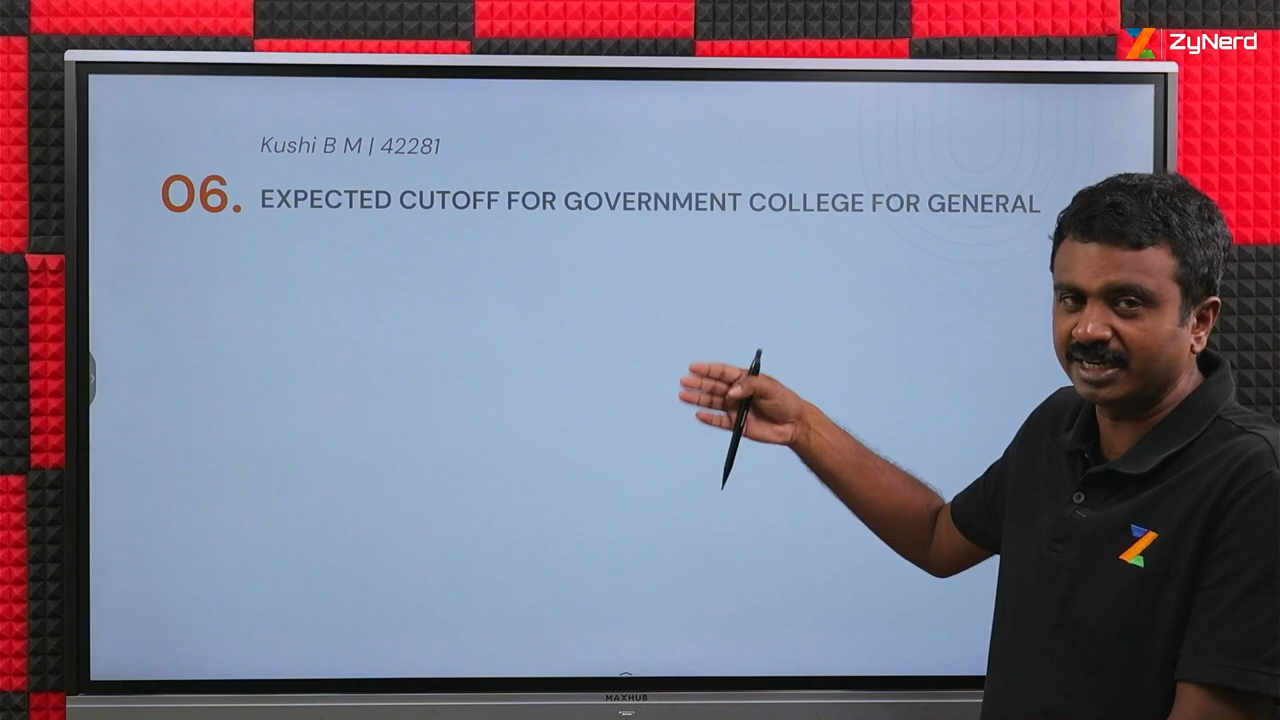 ZyNerd
Kushi B M | 42281
06. EXPECTED CUTOFF FOR GOVERNMENT COLLEGE FOR GENERAL
MAXHUB